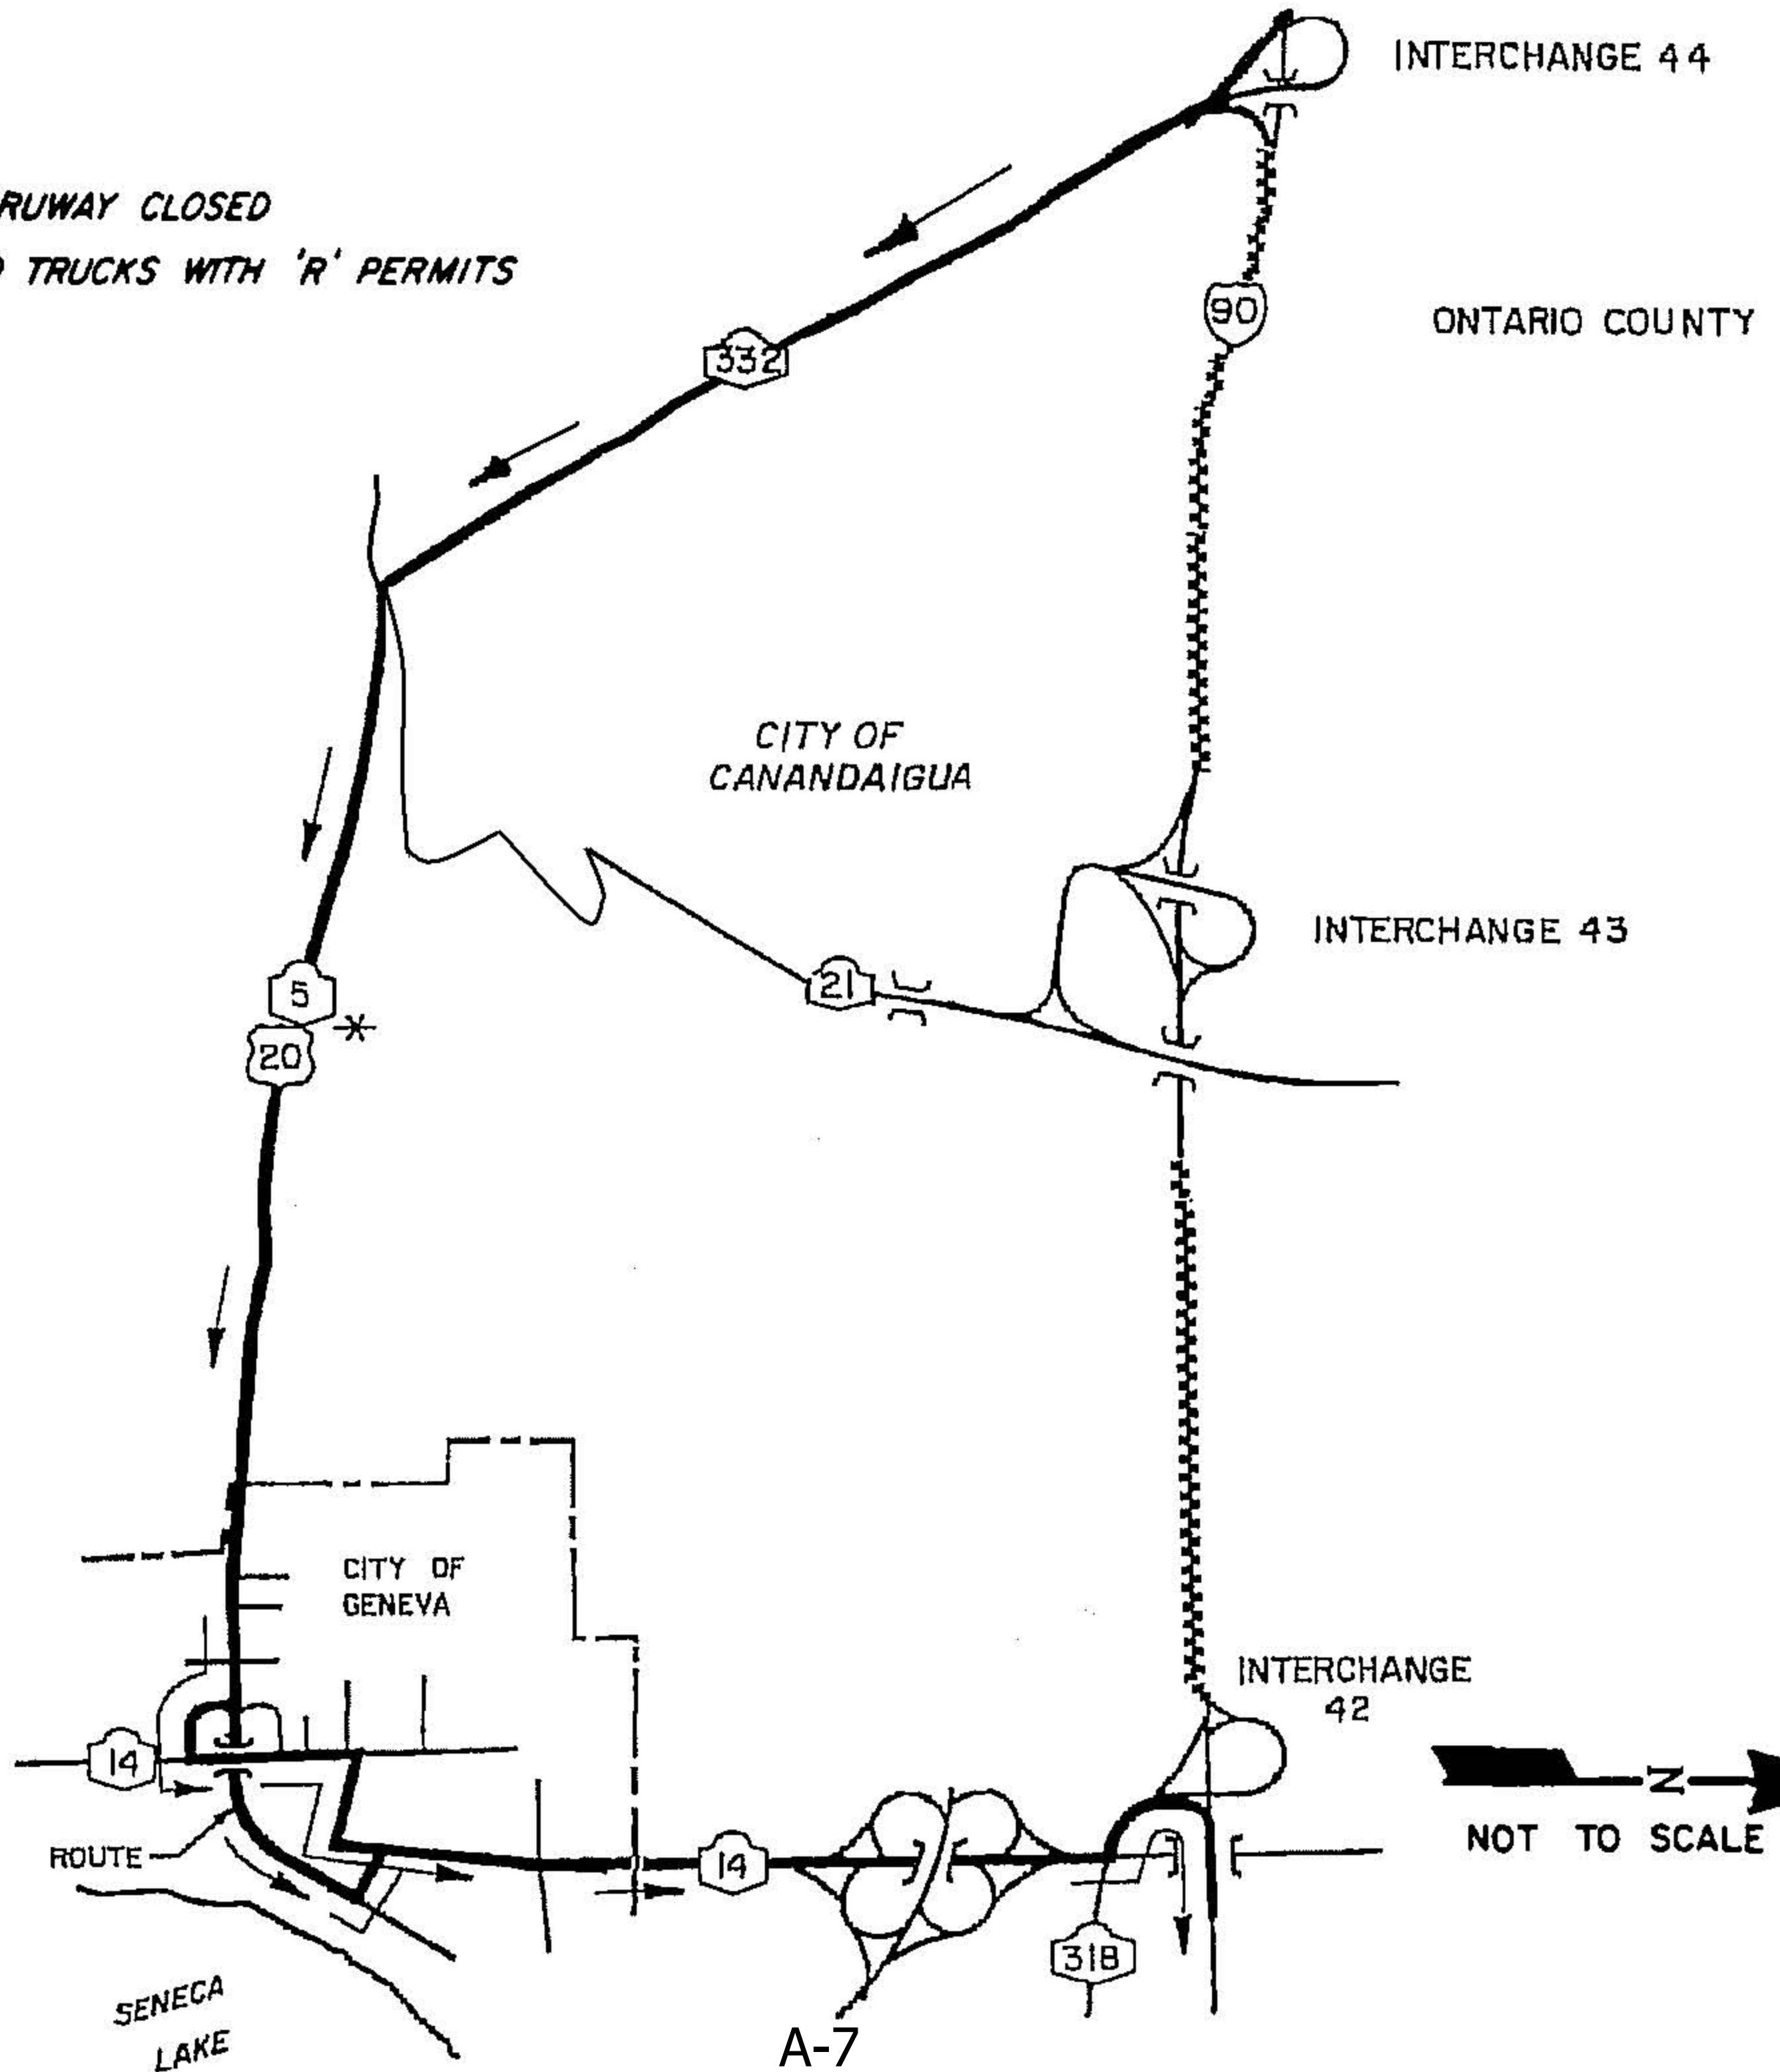 INTERCHANGE 44
RUWAY CLOSED
TRUCKS WITH 'R' PERMITS
90
ONTARIO COUNTY
332
CITY OF
CANANDAIGUA
INTERCHANGE 43
21
5
*
20
CITY OF
GENEVA
INTERCHANGE
42
14
N
NOT TO SCALE
ROUTE
14
318
SENECA
LAKE
A-7